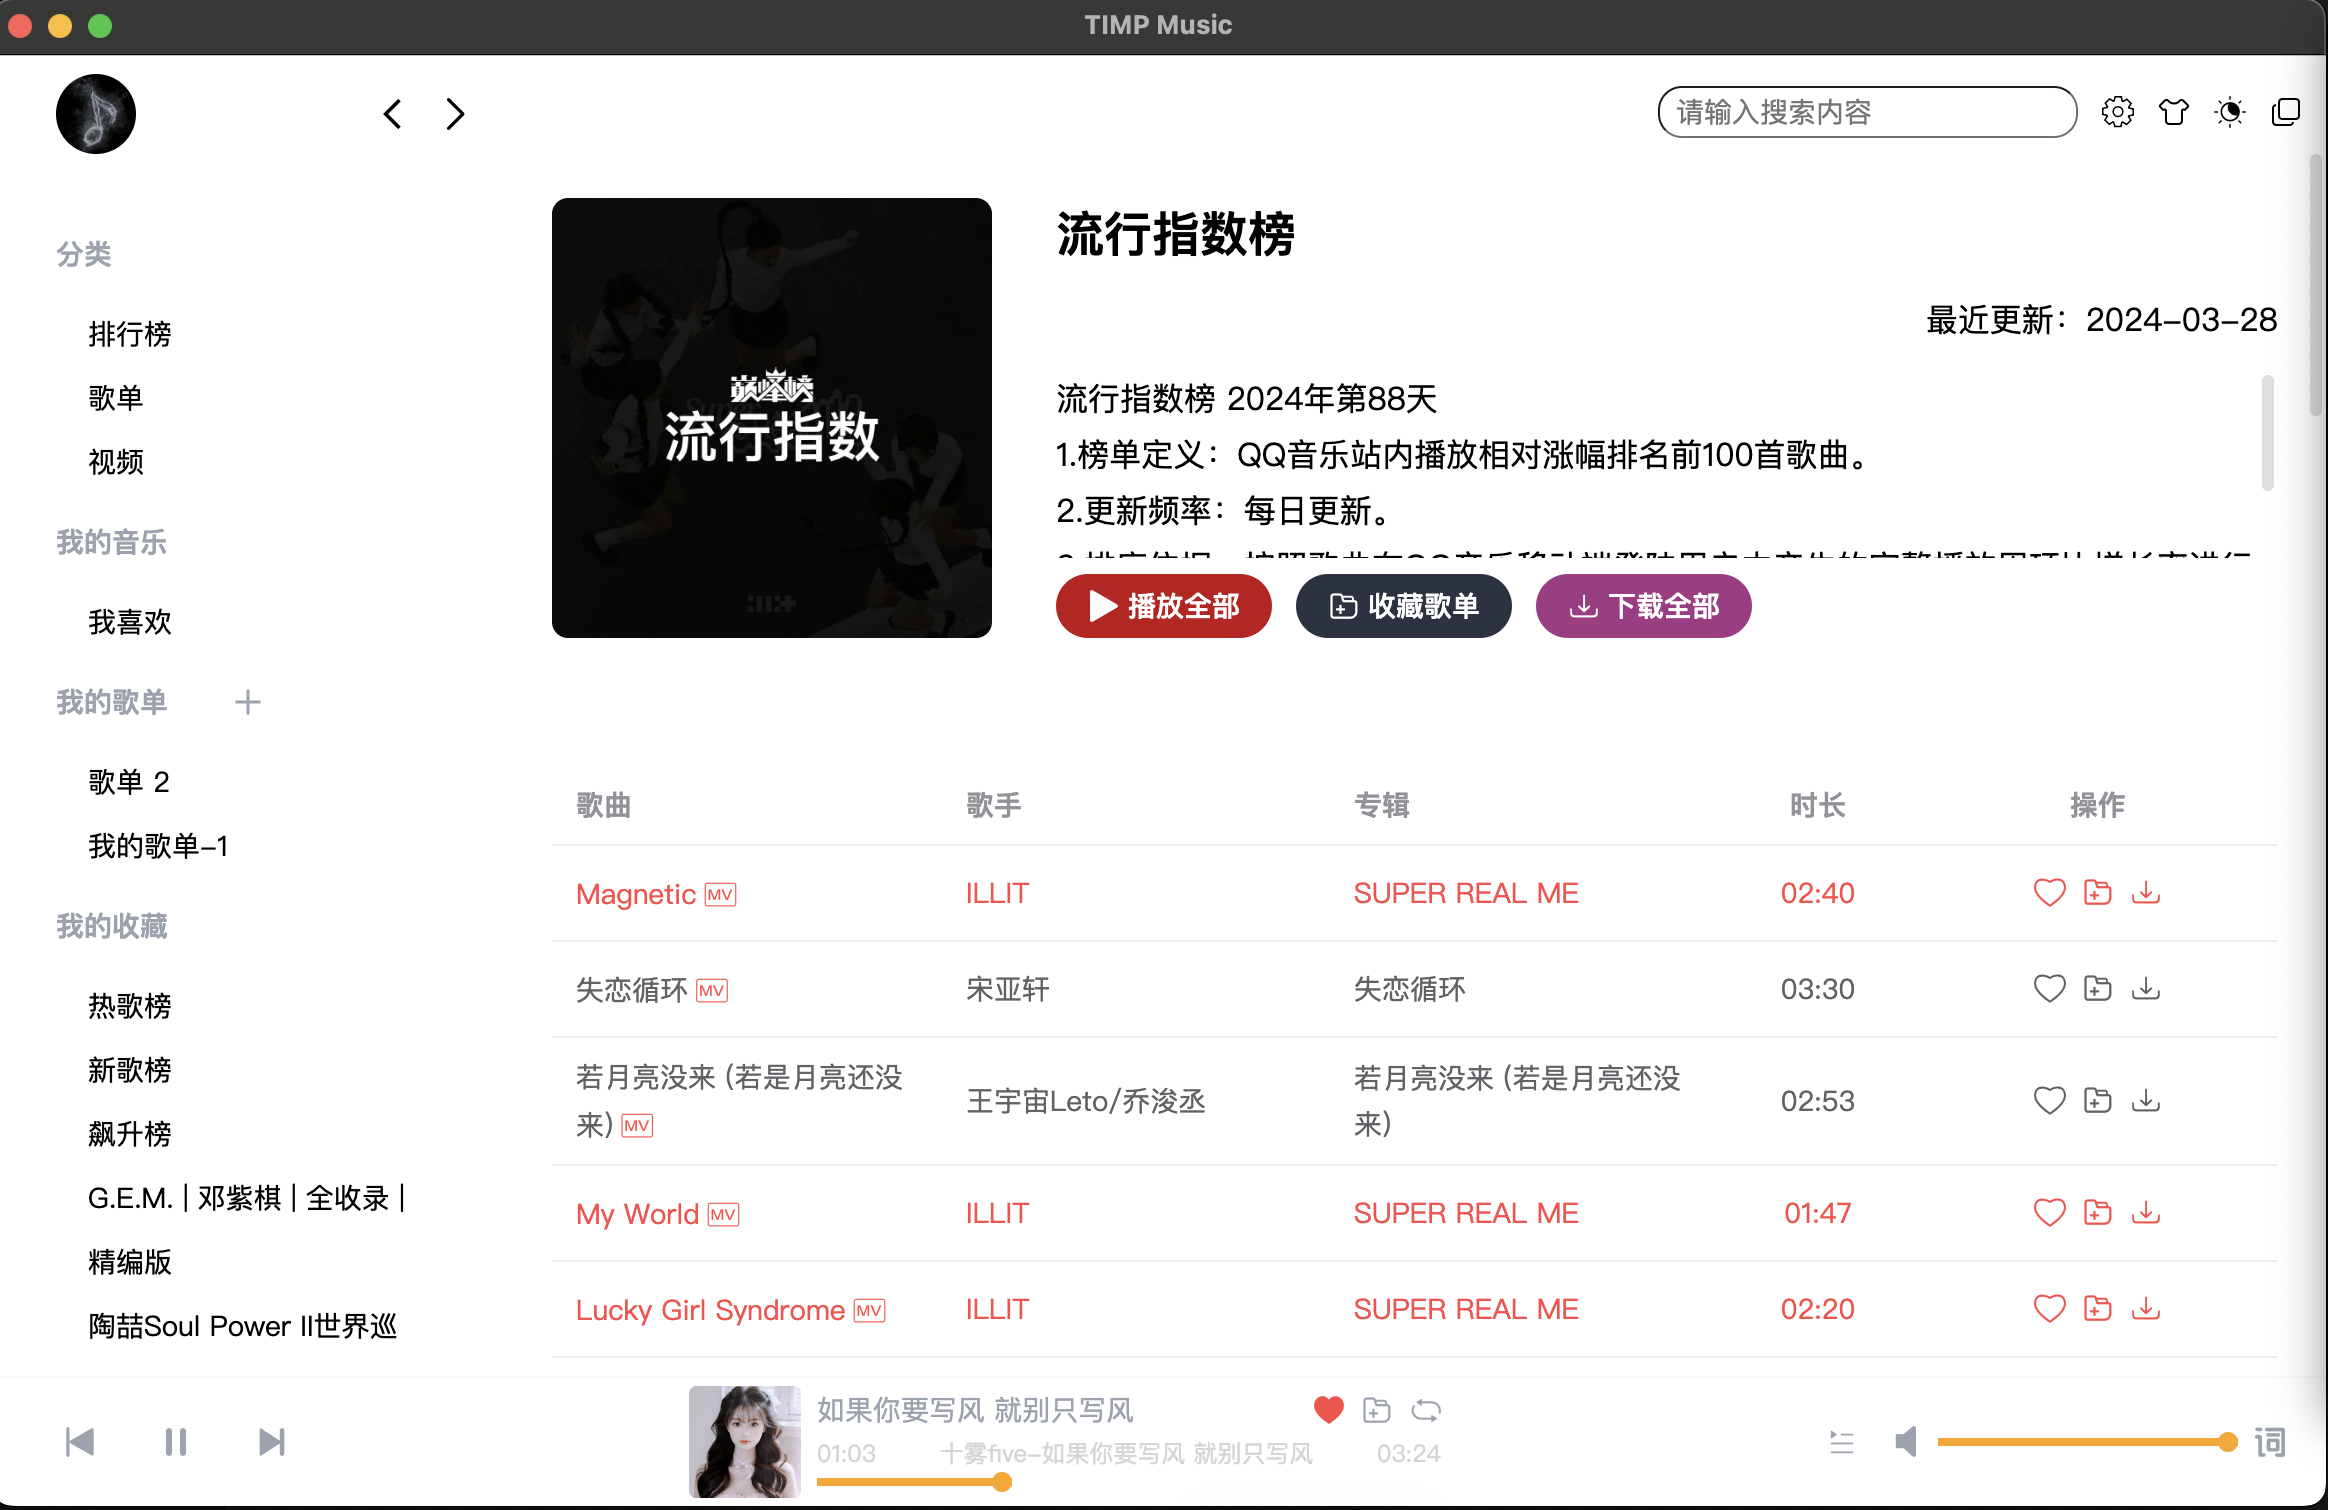 TIMP Music
请输入搜索内容
分类
排行榜
歌单
视频
我的音乐
我喜欢
我的歌单
歌单 2
我的歌单-1
我的收藏
热歌榜
新歌榜
飙升榜
G.E.M. | 邓紫棋 | 全收录 |
精编版
陶喆Soul Power II世界巡
巅峰榜
流行指数
流行指数榜
最近更新：2024-03-28
流行指数榜 2024年第88天
1.榜单定义：QQ音乐站内播放相对涨幅排名前100首歌曲。
2.更新频率：每日更新。
播放全部 收藏歌单 下载全部
歌曲 歌手 专辑 时长 操作
Magnetic MV ILLIT SUPER REAL ME 02:40
失恋循环 MV 宋亚轩 失恋循环 03:30
若月亮没来 (若是月亮还没
来) MV
王宇宙Leto/乔浚丞
若月亮没来 (若是月亮还没
来)
02:53
My World MV ILLIT SUPER REAL ME 01:47
Lucky Girl Syndrome MV ILLIT SUPER REAL ME 02:20
如果你要写风 就别只写风
01:03 十雾five-如果你要写风 就别只写风 03:24
词